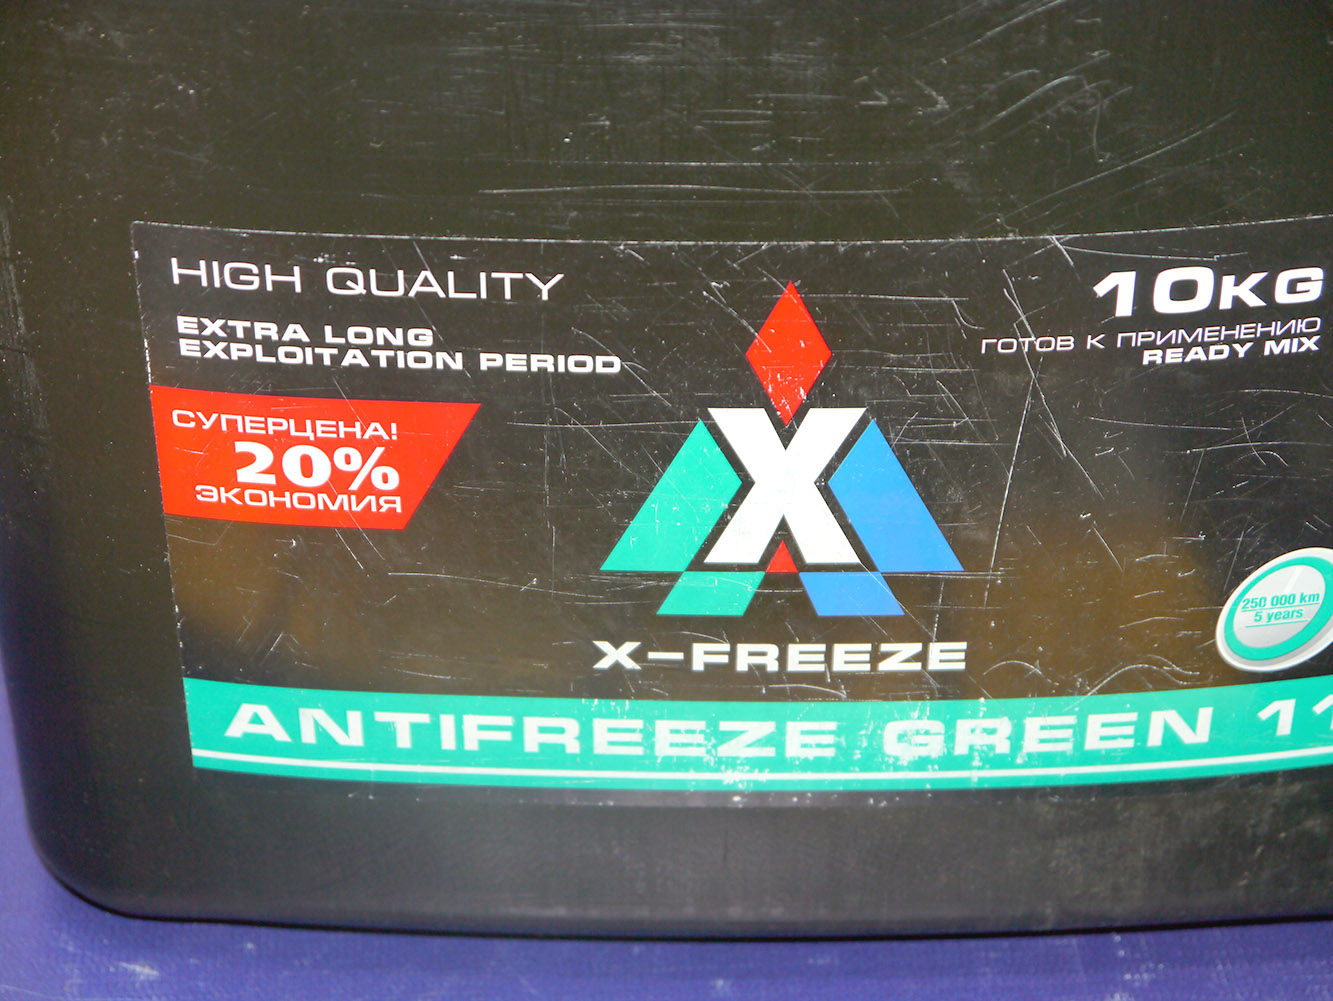 HIGH QUALITY
EXTRA LONG
EXPLOITATION PERIOD
СУПЕРЦЕНА!
20%
ЭКОНОМИЯ
10KG
ГОТОВ К ПРИМЕНЕНИЮ
READY MIX
X
250 000 km
5 years
X-FREEZE
ANTIFREEZE GREEN 11